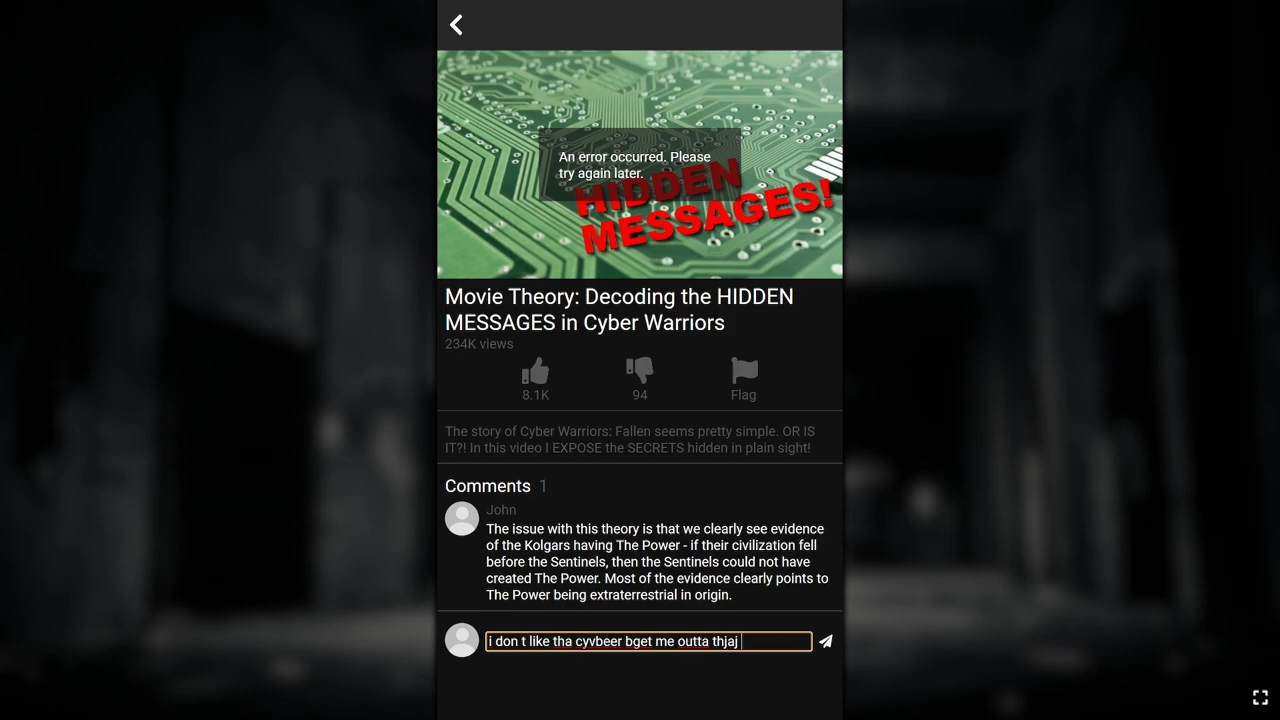 An error occurred. Please
try again later.
HIDDEN
MESSAGES!
Movie Theory: Decoding the HIDDEN
MESSAGES in Cyber Warriors
234K views
8.1K
94
Flag
The story of Cyber Warriors: Fallen seems pretty simple. OR IS
IT?! In this video I EXPOSE the SECRETS hidden in plain sight!
Comments 1
John
The issue with this theory is that we clearly see evidence
of the Kolgars having The Power - if their civilization fell
before the Sentinels, then the Sentinels could not have
created The Power. Most of the evidence clearly points to
The Power being extraterrestrial in origin.
i don t like tha cyvbeer bget me outta thjaj